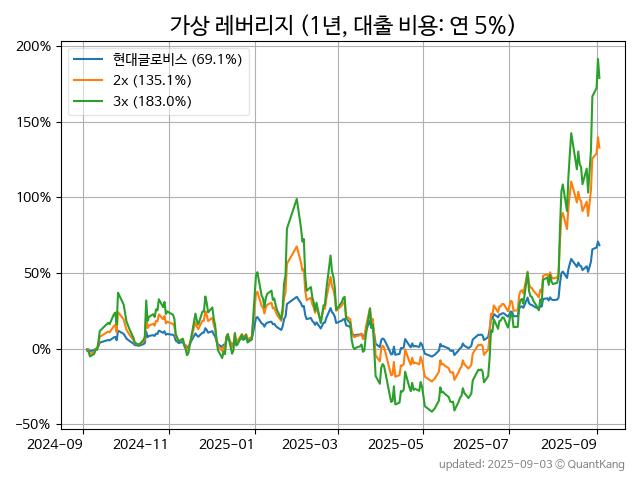 가상 레버리지 (1년, 대출 비용: 연 5%)
현대글로비스 (69.1%)
2x (135.1%)
3x (183.0%)
200%
150%
100%
50%
0%
−50%
2024-09
2024-11
2025-01
2025-03
2025-05
2025-07
2025-09
updated: 2025-09-03 © QuantKang